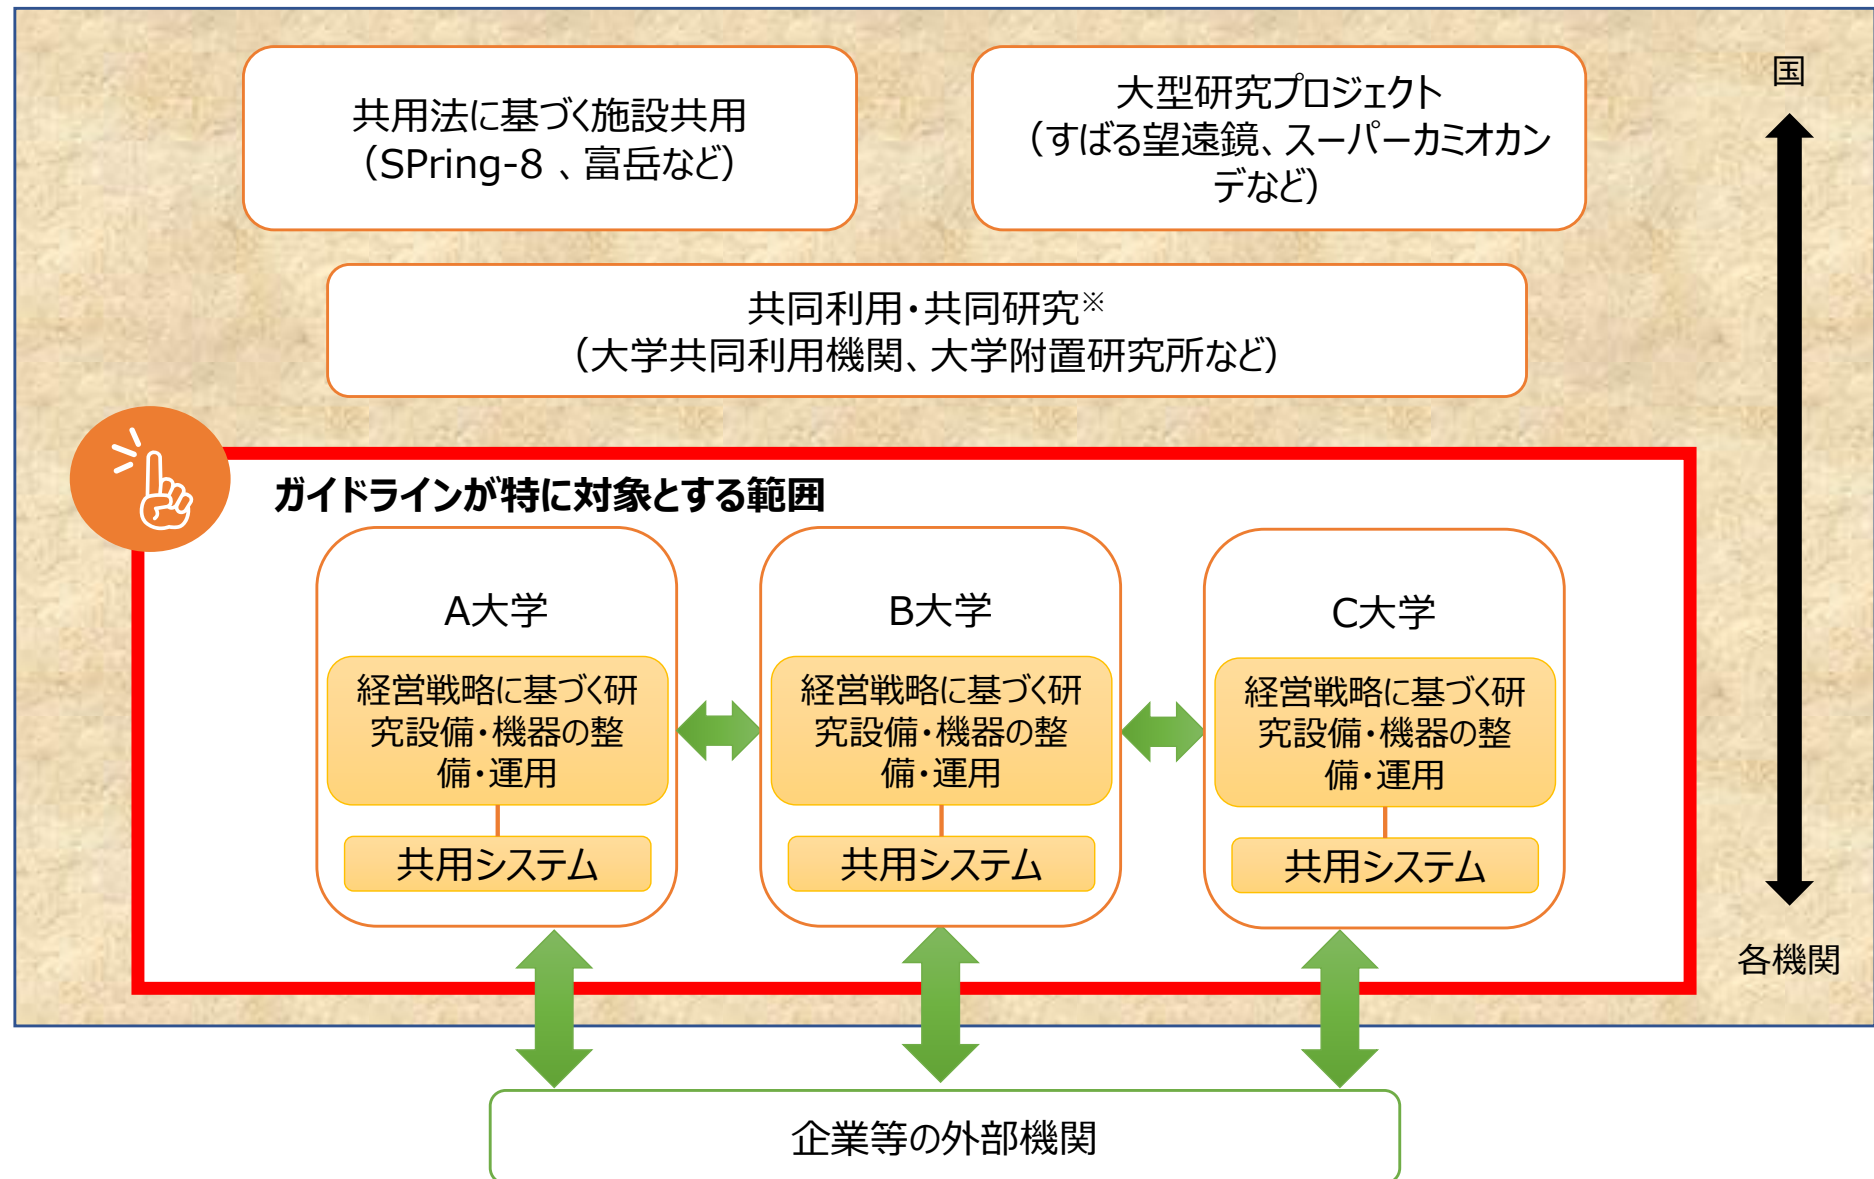 共用法に基づく施設共用
（SPring-8 、富岳など）
大型研究プロジェクト
（すばる望遠鏡、スーパーカミオカン
デなど）
国
共同利用・共同研究※
（大学共同利用機関、大学附置研究所など）
ガイドラインが特に対象とする範囲
A大学
経営戦略に基づく研
究設備・機器の整
備・運用
共用システム
B大学
経営戦略に基づく研
究設備・機器の整
備・運用
共用システム
C大学
経営戦略に基づく研
究設備・機器の整
備・運用
共用システム
各機関
企業等の外部機関